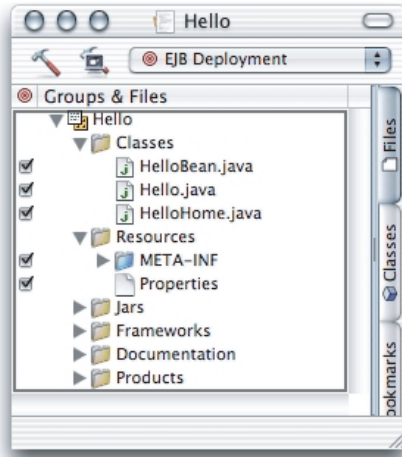 Hello
EJB Deployment
Groups & Files
Hello
Classes
HelloBean.java
Hello.java
HelloHome.java
Resources
META-INF
Properties
Jars
Frameworks
Documentation
Products
Files
Classes
ookmarks